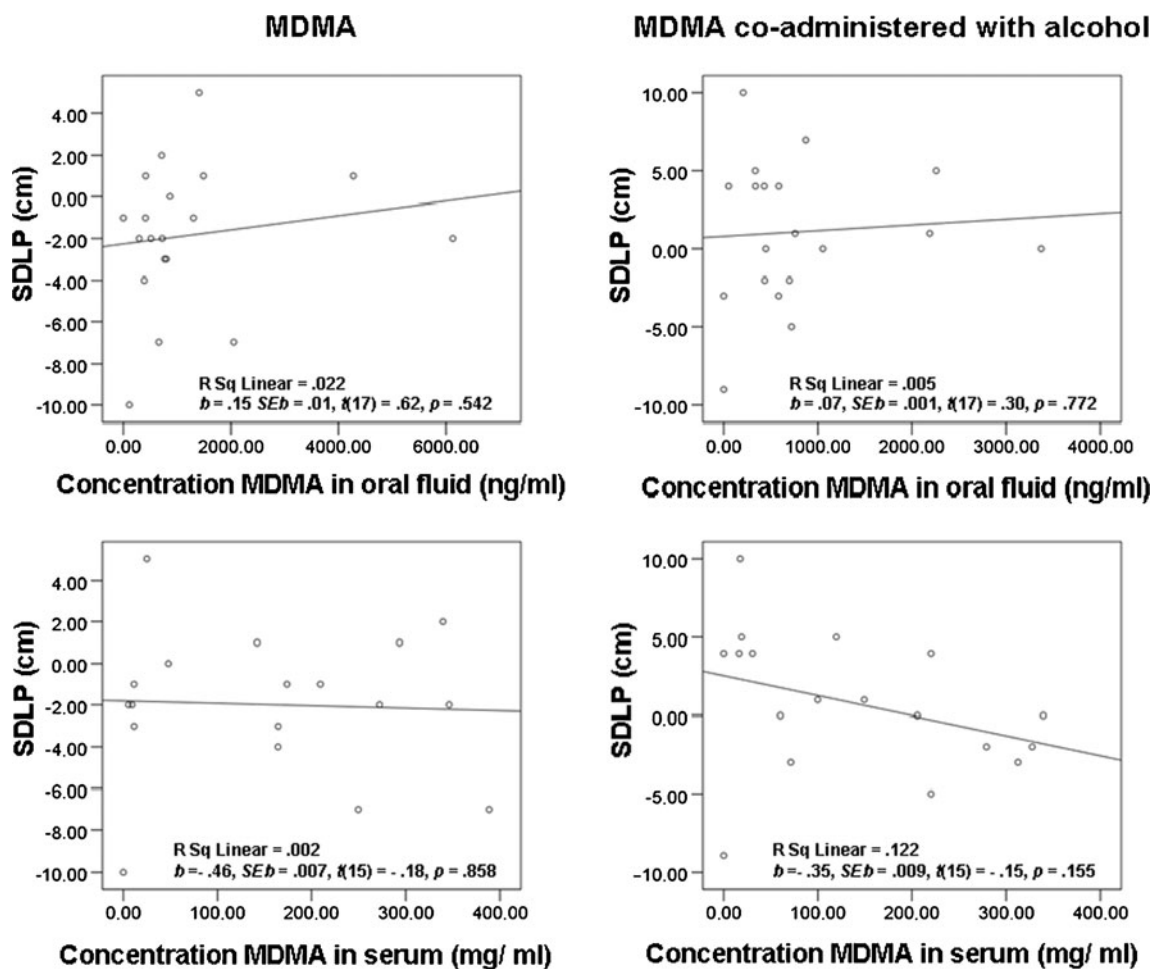 MDMA
MDMA co-administered with alcohol
SDLP (cm)
4.00
2.00
0.00
-2.00
-4.00
-6.00
-8.00
-10.00
R Sq Linear = .022
b = .15 SEb = .01, t(17) = .62, p = .542
0.00 2000.00 4000.00 6000.00
Concentration MDMA in oral fluid (ng/ml)
SDLP (cm)
10.00
5.00
0.00
-5.00
-10.00
R Sq Linear = .005
b = .07, SEb = .001, t(17) = .30, p = .772
0.00 1000.00 2000.00 3000.00 4000.00
Concentration MDMA in oral fluid (ng/ml)
SDLP (cm)
4.00
2.00
0.00
-2.00
-4.00
-6.00
-8.00
-10.00
R Sq Linear = .002
b =- .46, SEb = .007, t(15) = - .18, p = .858
0.00 100.00 200.00 300.00 400.00
Concentration MDMA in serum (mg/ ml)
SDLP (cm)
10.00
5.00
0.00
-5.00
-10.00
R Sq Linear = .122
b=- .35, SEb = .009, t(15) = - .15, p = .155
0.00 100.00 200.00 300.00 400.00
Concentration MDMA in serum (mg/ ml)